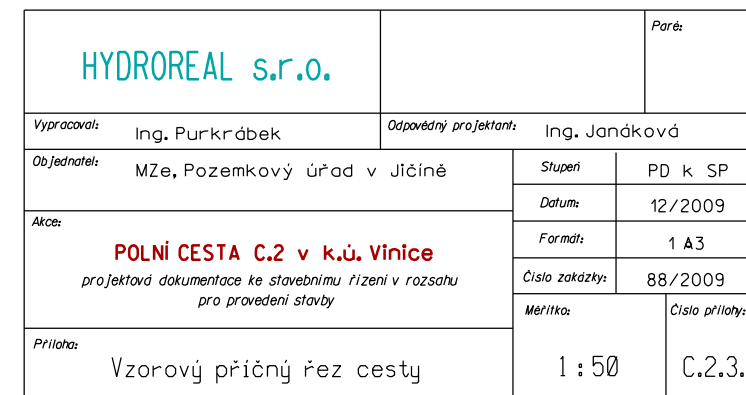 HYDROREAL s.r.o.
Paré:
Vypracoval: Ing. Purkrábek
Odpovědný projektant: Ing. Janáková
Objednatel: MZe, Pozemkový úřad v Jičíně
Stupeň PD k SP
Datum: 12/2009
Akce:
POLNÍ CESTA C.2 v k.ú. Vinice
projektová dokumentace ke stavebnímu řízení v rozsahu
pro provedení stavby
Formát: 1 A3
Číslo zakázky: 88/2009
Měřítko: 1 : 50
Číslo přílohy: C.2.3.
Příloha:
Vzorový příčný řez cesty